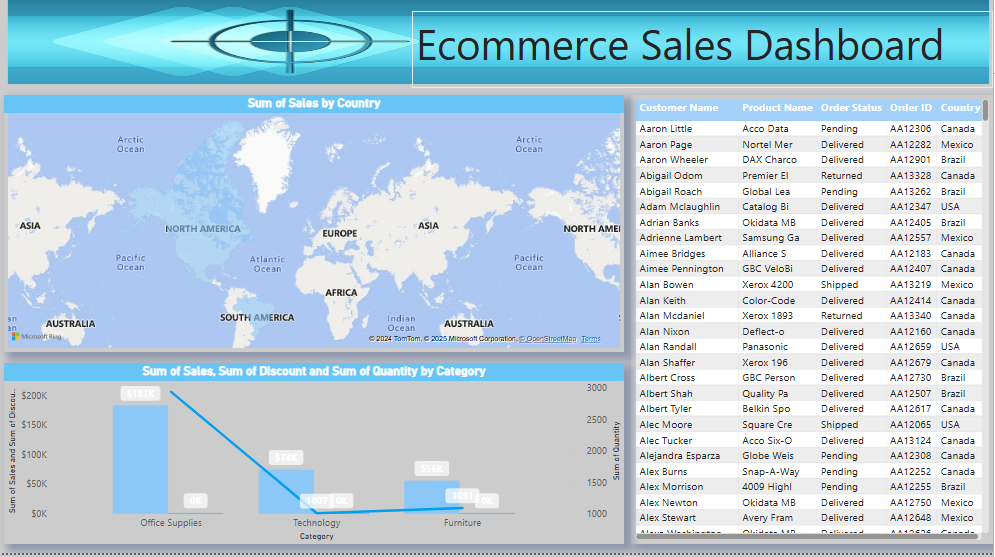 Ecommerce Sales Dashboard
Sum of Sales by Country
Arctic Ocean
ASIA
NORTH AMERICA
EUROPE
ASIA
NORTH AME
Pacific Ocean
Atlantic Ocean
Pacific Ocean
AFRICA
AUSTRALIA
SOUTH AMERICA
Indian Ocean
AUSTRALIA
Arctic Ocean
Microsoft Bing
© 2024 TomTom, © 2025 Microsoft Corporation, © OpenStreetMap Terms
Sum of Sales, Sum of Discount and Sum of Quantity by Category
Sum of Sales and Sum of Discou...
$200K
$150K
$100K
$50K
$0K
$183K
0K
$74K
1007
0K
$56K
1091
0K
3000
2500
2000
1500
1000
Sum of Quantity
Office Supplies Technology Furniture
Category
Customer Name Product Name Order Status Order ID Country
Aaron Little Acco Data Pending AA12306 Canada
Aaron Page Nortel Mer Delivered AA12282 Mexico
Aaron Wheeler DAX Charco Delivered AA12901 Brazil
Abigail Odom Premier El Returned AA13328 Canada
Abigail Roach Global Lea Pending AA13262 Brazil
Adam Mclaughlin Catalog Bi Delivered AA12347 USA
Adrian Banks Okidata MB Delivered AA12405 Brazil
Adrienne Lambert Samsung Ga Delivered AA12557 Mexico
Aimee Bridges Alliance S Delivered AA12183 Canada
Aimee Pennington GBC VeloBi Delivered AA12407 Canada
Alan Bowen Xerox 4200 Shipped AA13219 Mexico
Alan Keith Color-Code Delivered AA12414 Canada
Alan Mcdaniel Xerox 1893 Returned AA13340 Canada
Alan Nixon Deflect-o Delivered AA12160 Canada
Alan Randall Panasonic Delivered AA12659 USA
Alan Shaffer Xerox 196 Delivered AA12679 Canada
Albert Cross GBC Person Delivered AA12730 Brazil
Albert Shah Quality Pa Delivered AA12507 Brazil
Albert Tyler Belkin Spo Delivered AA12617 Canada
Alec Moore Square Cre Shipped AA12065 USA
Alec Tucker Acco Six-O Delivered AA13124 Canada
Alejandra Esparza Globe Weis Pending AA12308 Canada
Alex Burns Snap-A-Way Pending AA12252 Canada
Alex Morrison 4009 Highl Pending AA12255 Brazil
Alex Newton Okidata MB Delivered AA12750 Mexico
Alex Stewart Avery Fram Delivered AA12648 Mexico